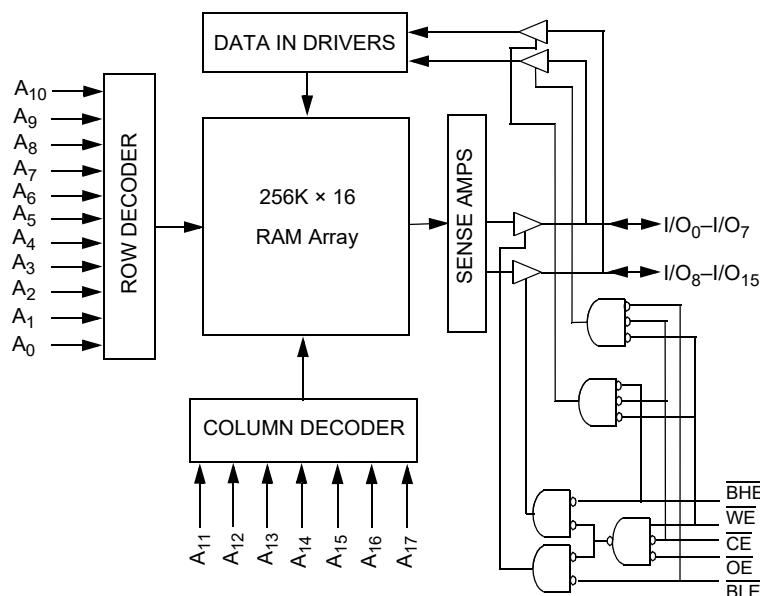 DATA IN DRIVERS
A10
A9
A8
A7
A6
A5
A4
A3
A2
A1
A0
ROW DECODER
256K × 16
RAM Array
SENSE AMPS
I/O0–I/O7
I/O8–I/O15
COLUMN DECODER
A11
A12
A13
A14
A15
A16
A17
BHE
WE
CE
OE
BLE